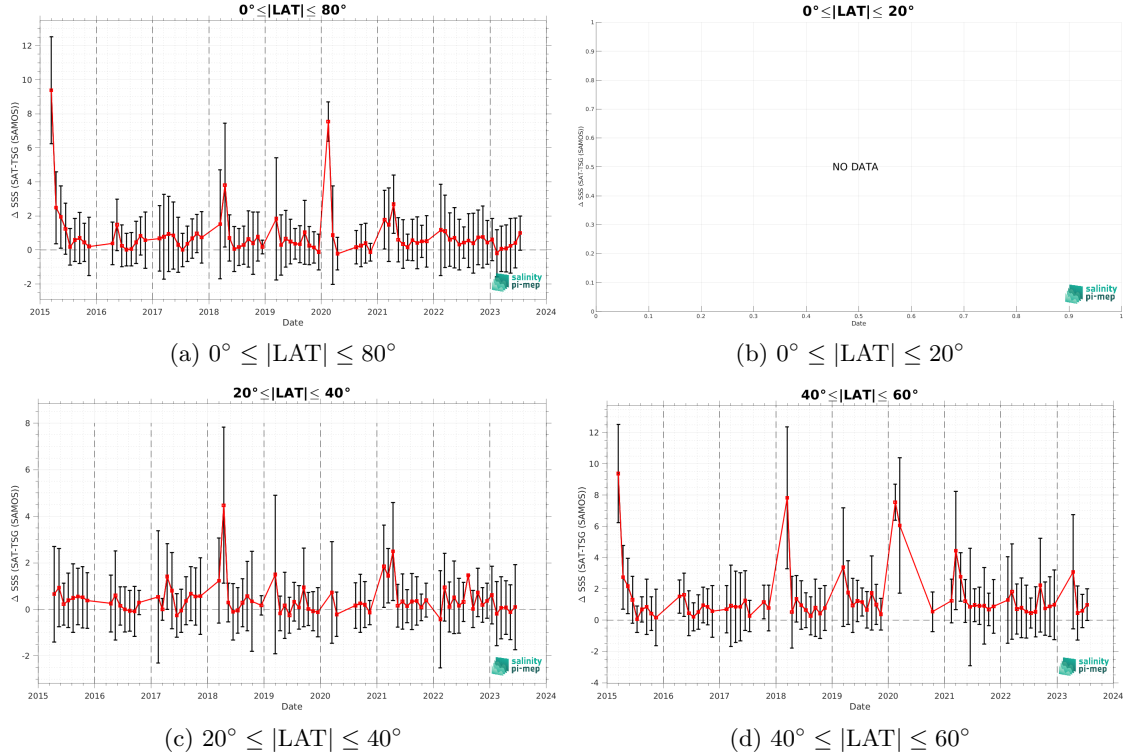 0°≤|LAT|≤ 80°
Δ SSS (SAT-TSG (SAMOS))
12
10
8
6
4
2
0
-2
2015 2016 2017 2018 2019 2020 2021 2022 2023 2024
Date
salinity
pi-mep
(a) 0° ≤ |LAT| ≤ 80°
0°≤|LAT|≤ 20°
Δ SSS (SAT-TSG (SAMOS))
1
0.9
0.8
0.7
0.6
0.5
0.4
0.3
0.2
0.1
0
NO DATA
0 0.1 0.2 0.3 0.4 0.5 0.6 0.7 0.8 0.9 1
Date
salinity
pi-mep
(b) 0° ≤ |LAT| ≤ 20°
20°≤|LAT|≤ 40°
Δ SSS (SAT-TSG (SAMOS))
8
6
4
2
0
-2
2015 2016 2017 2018 2019 2020 2021 2022 2023 2024
Date
salinity
pi-mep
(c) 20° ≤ |LAT| ≤ 40°
40°≤|LAT|≤ 60°
Δ SSS (SAT-TSG (SAMOS))
12
10
8
6
4
2
0
-2
-4
2015 2016 2017 2018 2019 2020 2021 2022 2023 2024
Date
salinity
pi-mep
(d) 40° ≤ |LAT| ≤ 60°